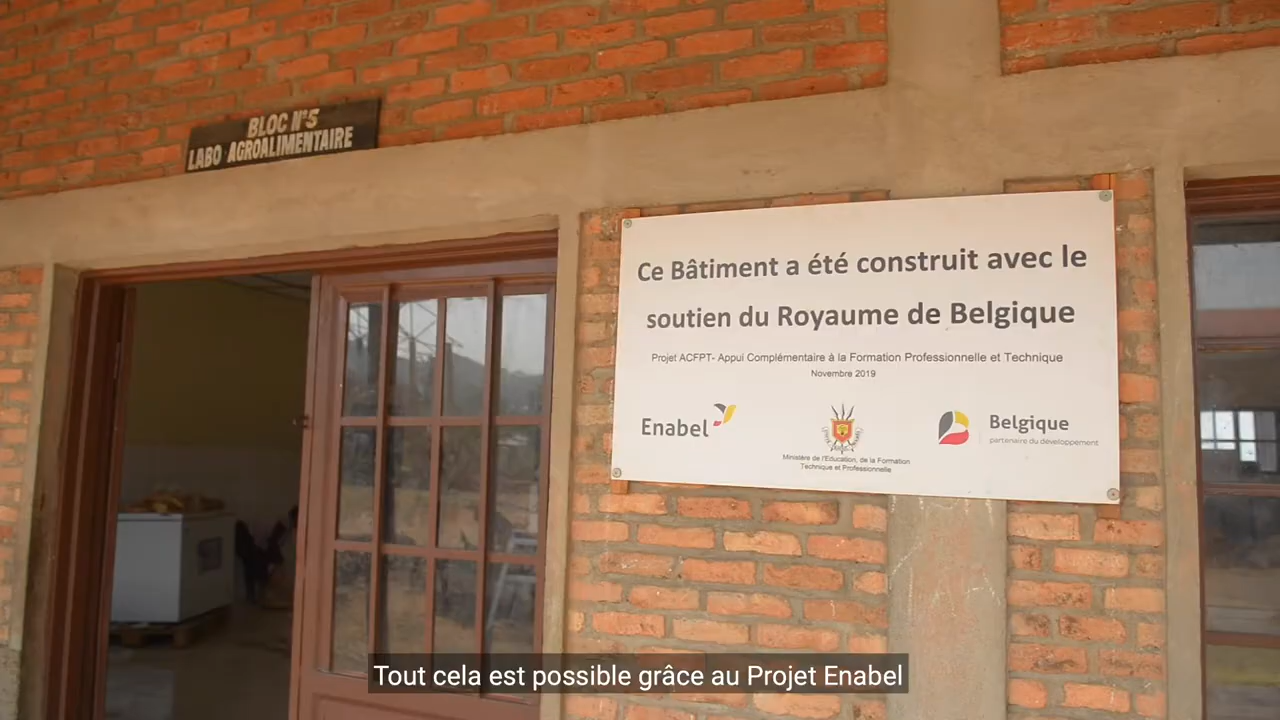 BLOC N°5
LABO AGROALIMENTAIRE
Ce Bâtiment a été construit avec le
soutien du Royaume de Belgique
Projet ACFPT- Appui Complémentaire à la Formation Professionnelle et Technique
Novembre 2019
Enabel
Belgique
partenaire du développement
Ministère de l'Education, de la Formation
Technique et Professionnelle
Tout cela est possible grâce au Projet Enabel